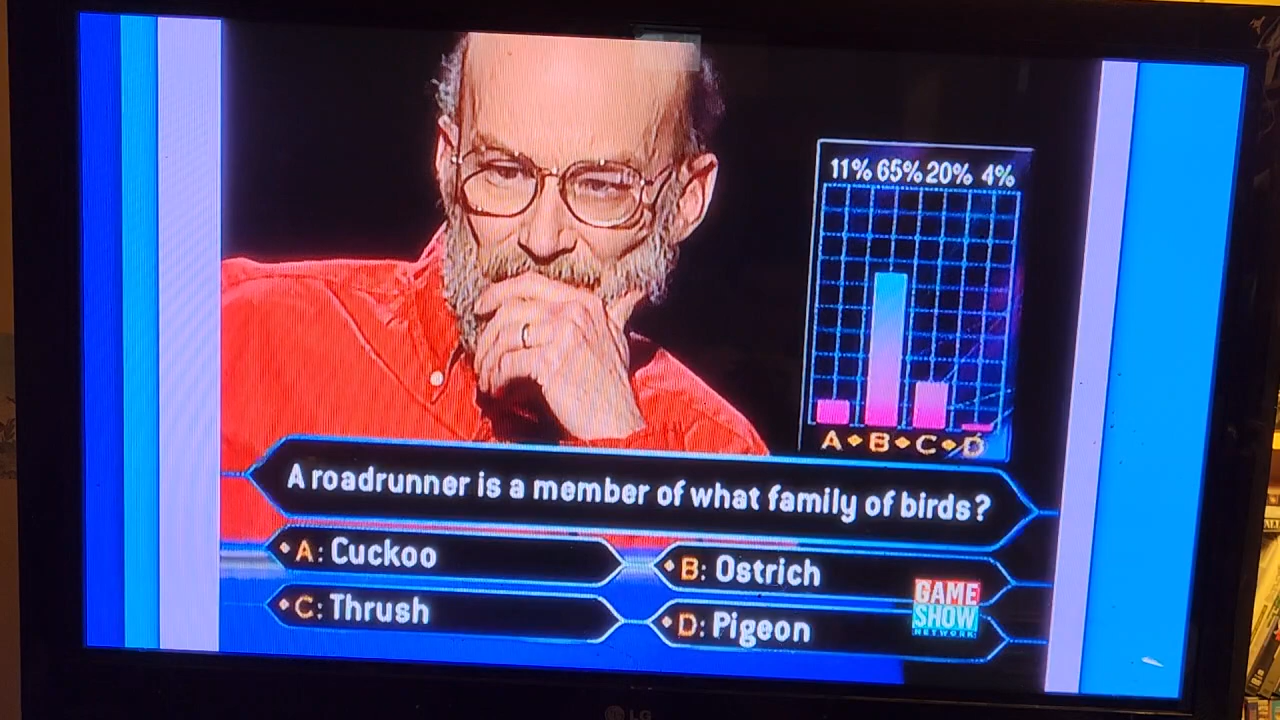 11% 65% 20% 4%
A◆B◆C◆D
A roadrunner is a member of what family of birds?
◆A: Cuckoo
◆B: Ostrich
◆C: Thrush
◆D: Pigeon
GAME
SHOW
NETWORK
LG